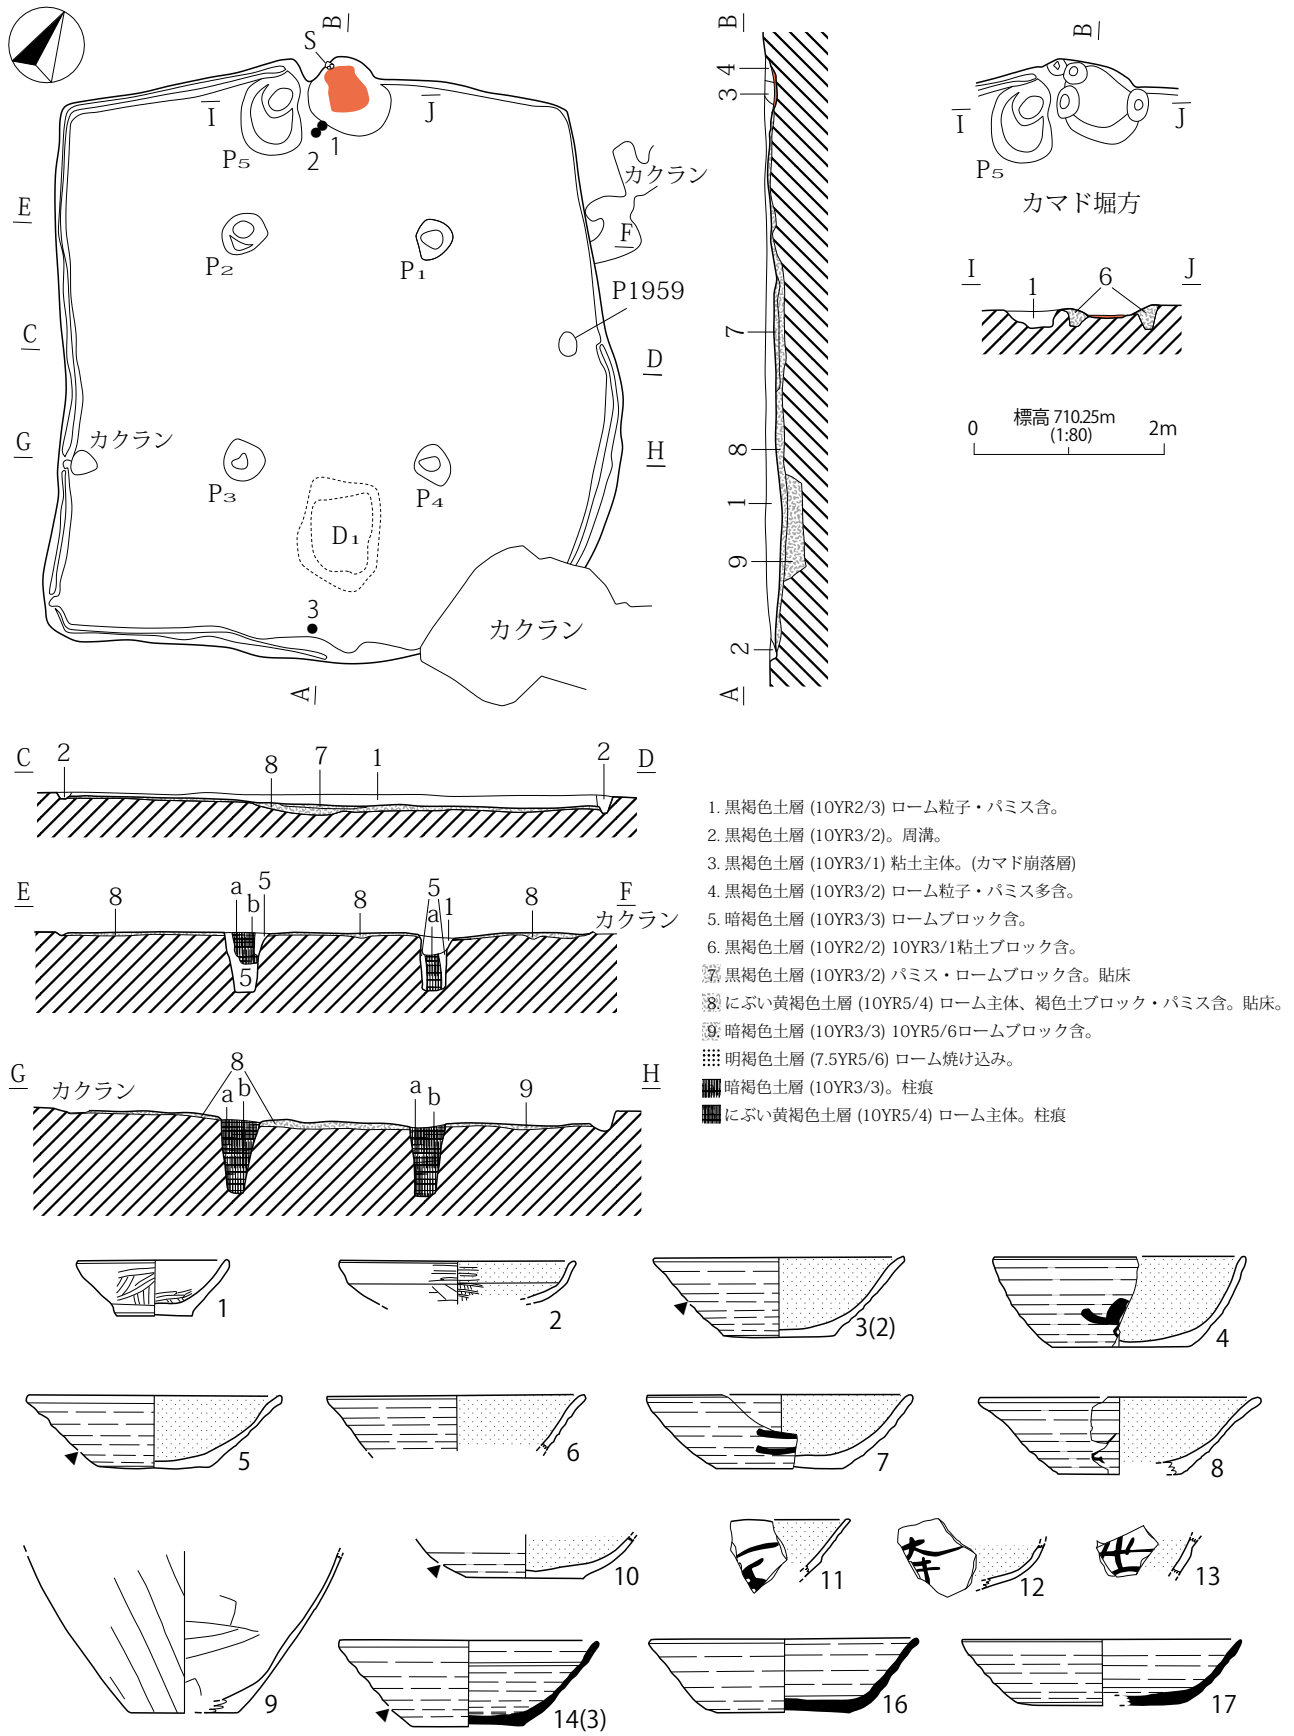 B
S
I
J
1
2
P5
カクラン
E
F
P2
P1
P1959
C
D
G
カクラン
H
P3
P4
D1
3
カクラン
A
B
4
3
7
8
1
9
2
A
B
I
J
P5
カマド堀方
I
J
1
6
0
標高 710.25m
(1:80)
2m
C
2
8
7
1
2
D
E
8
a
b
5
5
8
5
a
1
8
F
カクラン
G
カクラン
8
a
b
a
b
9
H
1. 黒褐色土層 (10YR2/3) ローム粒子・パミス含。
2. 黒褐色土層 (10YR3/2)。周溝。
3. 黒褐色土層 (10YR3/1) 粘土主体。(カマド崩落層)
4. 黒褐色土層 (10YR3/2) ローム粒子・パミス多含。
5. 暗褐色土層 (10YR3/3) ロームブロック含。
6. 黒褐色土層 (10YR2/2) 10YR3/1粘土ブロック含。
7. 黒褐色土層 (10YR3/2) パミス・ロームブロック含。貼床
8. にぶい黄褐色土層 (10YR5/4) ローム主体、褐色土ブロック・パミス含。貼床。
9. 暗褐色土層 (10YR3/3) 10YR5/6ロームブロック含。
明褐色土層 (7.5YR5/6) ローム焼け込み。
暗褐色土層 (10YR3/3)。柱痕
にぶい黄褐色土層 (10YR5/4) ローム主体。柱痕
1
2
3(2)
4
5
6
7
8
9
10
11
12
13
14(3)
16
17